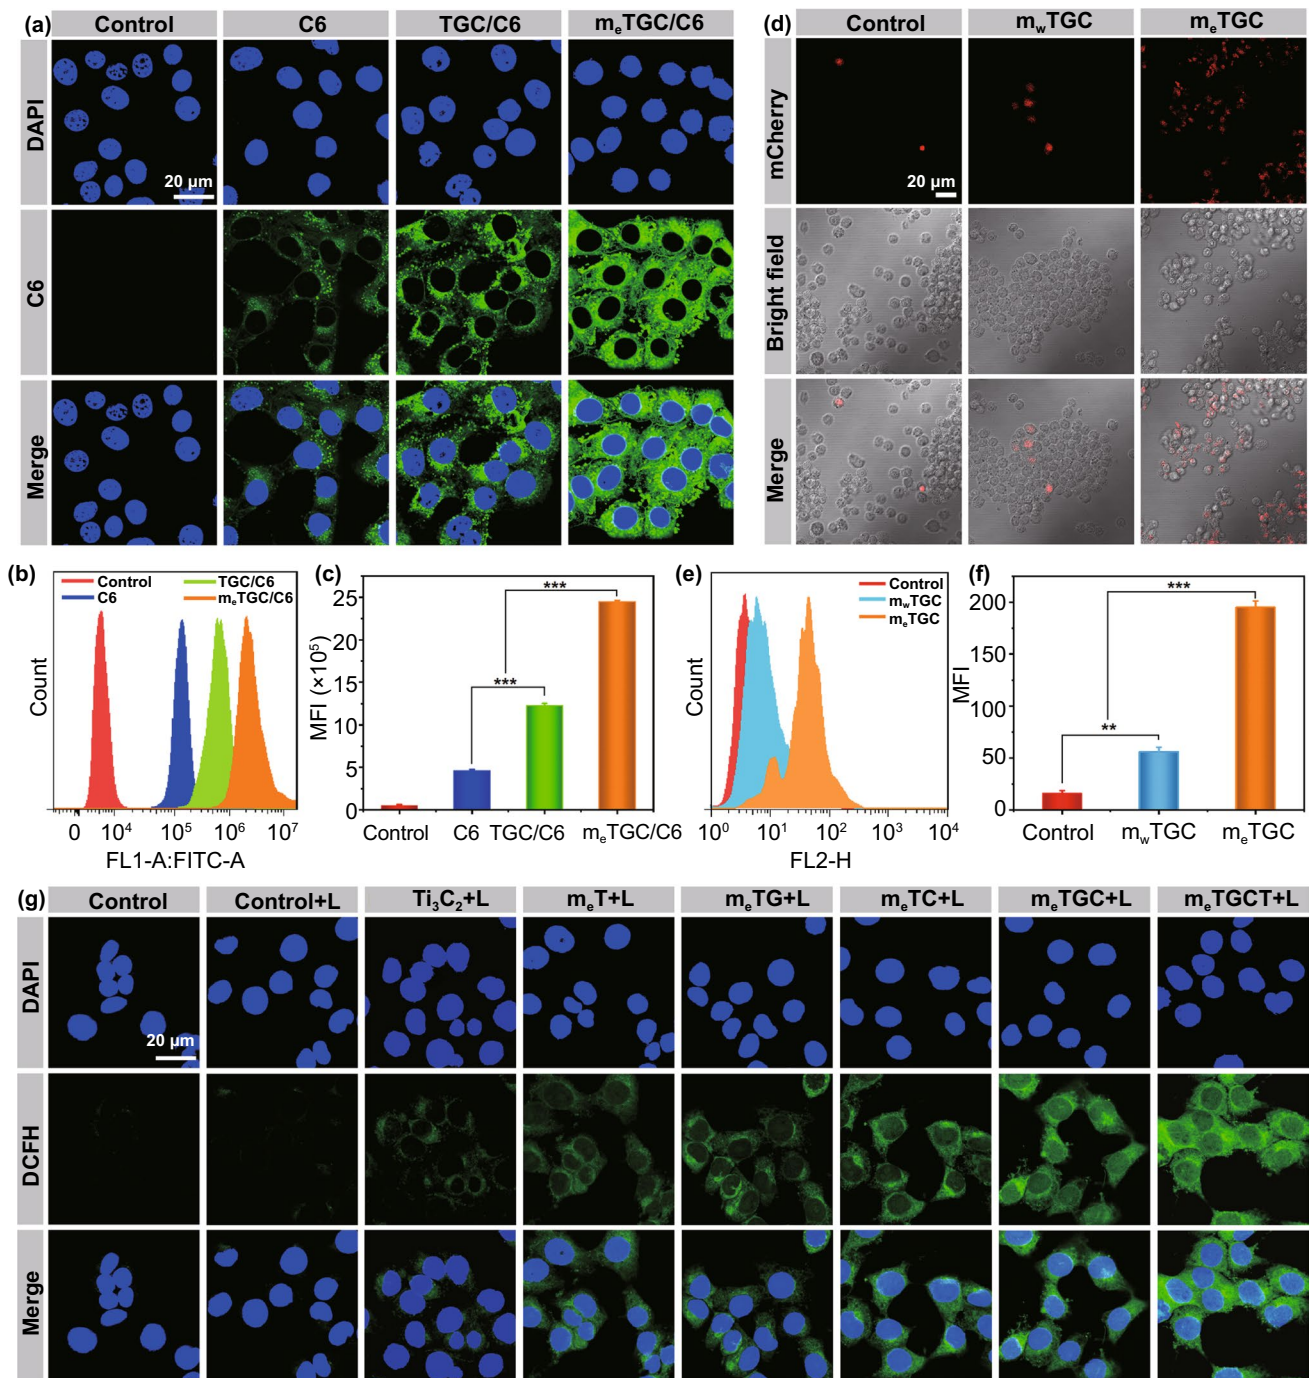 (a)
Control C6 TGC/C6 mₑTGC/C6
DAPI
20 µm
C6
Merge
(d)
Control m_wTGC mₑTGC
mCherry
20 µm
Bright field
Merge
(b)
Control TGC/C6
C6 mₑTGC/C6
Count
0 10⁴ 10⁵ 10⁶ 10⁷
FL1-A:FITC-A
(c)
MFI (×10⁵)
25
20
15
10
5
0
***
***
Control C6 TGC/C6 mₑTGC/C6
(e)
Control
m_wTGC
mₑTGC
Count
10⁰ 10¹ 10² 10³ 10⁴
FL2-H
(f)
MFI
200
150
100
50
0
***
**
Control m_wTGC mₑTGC
(g)
Control Control+L Ti₃C₂+L mₑT+L mₑTG+L mₑTC+L mₑTGC+L mₑTGCT+L
DAPI
20 µm
DCFH
Merge